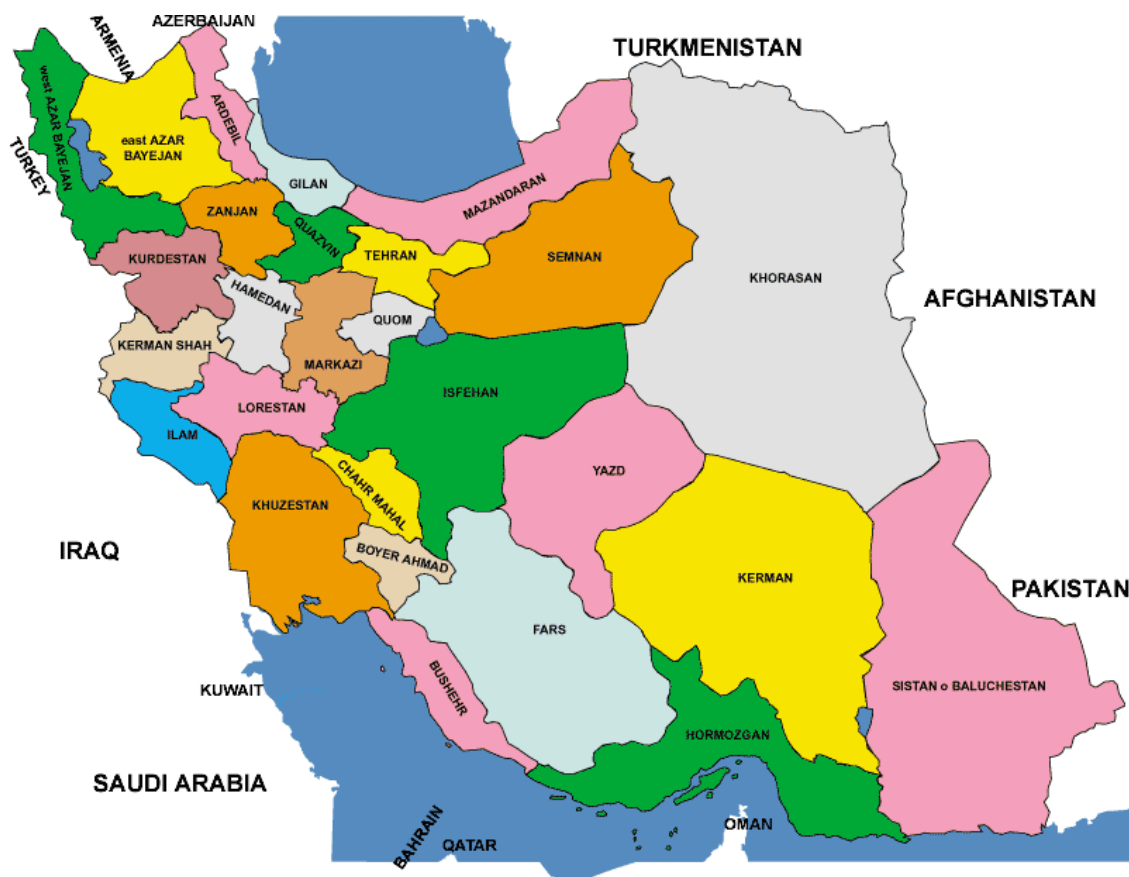 AZERBAIJAN
ARMENIA
TURKMENISTAN
west AZAR BAYEJAN
ARDEBIL
east AZAR
BAYEJAN
TURKEY
GILAN
MAZANDARAN
ZANJAN
QUAZVIN
TEHRAN
SEMNAN
KURDESTAN
KHORASAN
HAMEDAN
AFGHANISTAN
QUOM
KERMAN SHAH
MARKAZI
ISFEHAN
LORESTAN
ILAM
YAZD
CHAHR MAHAL
KHUZESTAN
IRAQ
BOYER AHMAD
KERMAN
PAKISTAN
FARS
BUSHEHR
KUWAIT
SISTAN o BALUCHESTAN
HORMOZGAN
SAUDI ARABIA
BAHRAIN
OMAN
QATAR